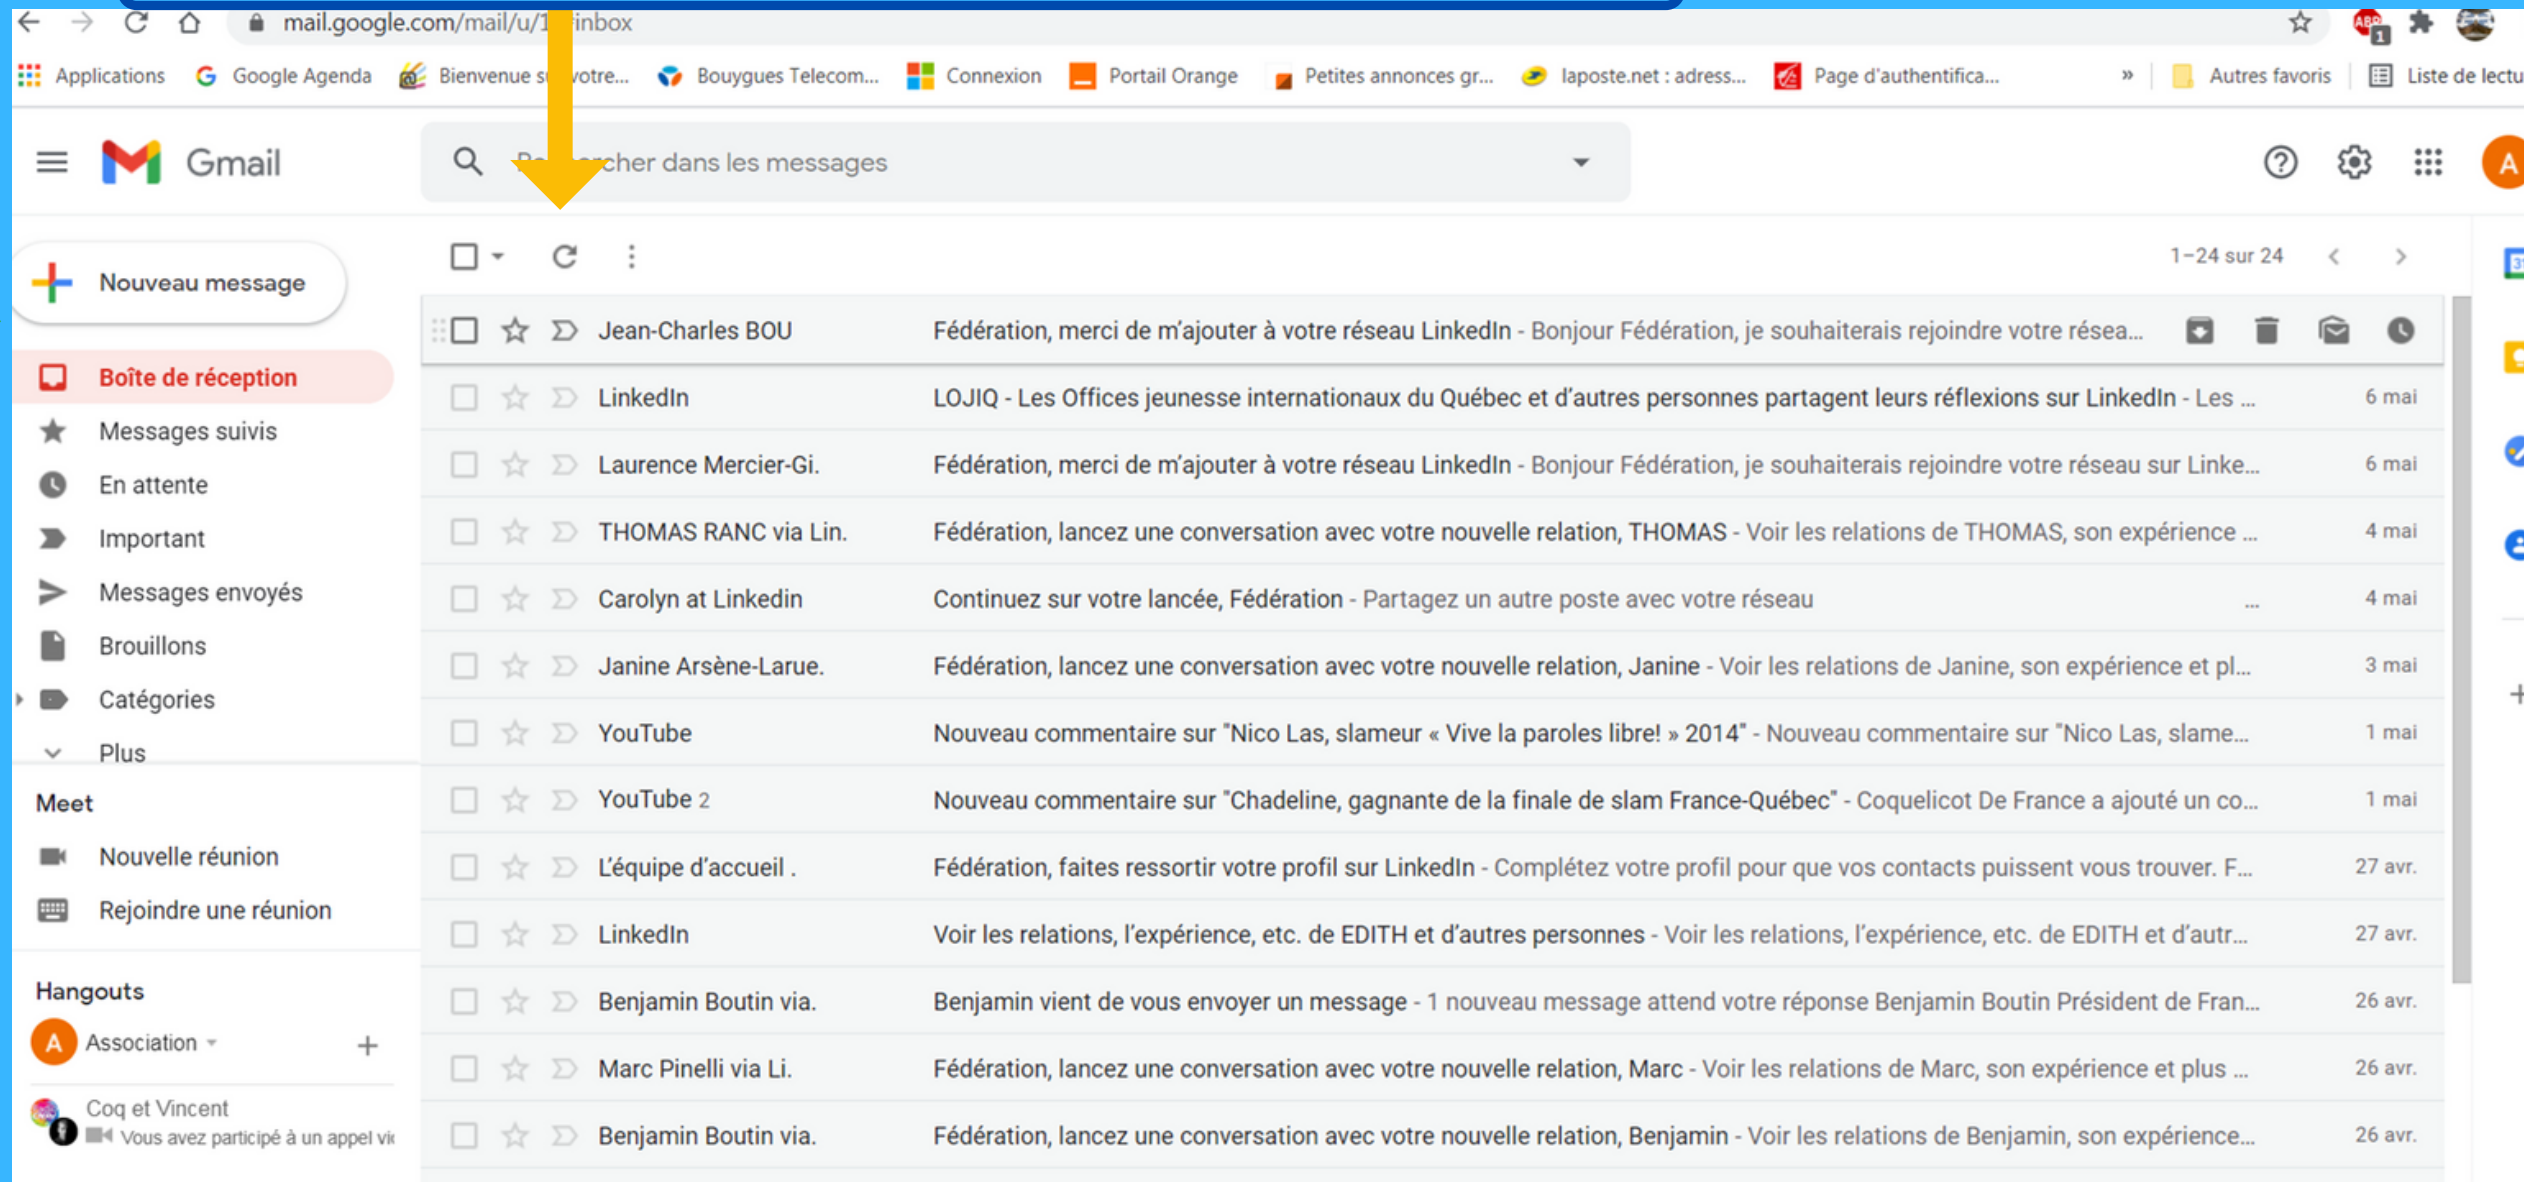 mail.google.com/mail/u/1 inbox
ABP
1
Applications Google Agenda Bienvenue s votre... Bouygues Telecom... Connexion Portail Orange Petites annonces gr... laposte.net : adress... Page d'authentifica... » Autres favoris Liste de lectu
Gmail
cher dans les messages
A
Nouveau message
1–24 sur 24
Boîte de réception
Messages suivis
En attente
Important
Messages envoyés
Brouillons
Catégories
Plus
Meet
Nouvelle réunion
Rejoindre une réunion
Hangouts
A Association
Coq et Vincent
Vous avez participé à un appel
Jean-Charles BOU Fédération, merci de m'ajouter à votre réseau LinkedIn - Bonjour Fédération, je souhaiterais rejoindre votre résea...
LinkedIn LOJIQ - Les Offices jeunesse internationaux du Québec et d'autres personnes partagent leurs réflexions sur LinkedIn - Les ... 6 mai
Laurence Mercier-Gi. Fédération, merci de m'ajouter à votre réseau LinkedIn - Bonjour Fédération, je souhaiterais rejoindre votre réseau sur Linke... 6 mai
THOMAS RANC via Lin. Fédération, lancez une conversation avec votre nouvelle relation, THOMAS - Voir les relations de THOMAS, son expérience ... 4 mai
Carolyn at Linkedin Continuez sur votre lancée, Fédération - Partagez un autre poste avec votre réseau ... 4 mai
Janine Arsène-Larue. Fédération, lancez une conversation avec votre nouvelle relation, Janine - Voir les relations de Janine, son expérience et pl... 3 mai
YouTube Nouveau commentaire sur "Nico Las, slameur « Vive la paroles libre! » 2014" - Nouveau commentaire sur "Nico Las, slame... 1 mai
YouTube 2 Nouveau commentaire sur "Chadeline, gagnante de la finale de slam France-Québec" - Coquelicot De France a ajouté un co... 1 mai
L'équipe d'accueil . Fédération, faites ressortir votre profil sur LinkedIn - Complétez votre profil pour que vos contacts puissent vous trouver. F... 27 avr.
LinkedIn Voir les relations, l'expérience, etc. de EDITH et d'autres personnes - Voir les relations, l'expérience, etc. de EDITH et d'autr... 27 avr.
Benjamin Boutin via. Benjamin vient de vous envoyer un message - 1 nouveau message attend votre réponse Benjamin Boutin Président de Fran... 26 avr.
Marc Pinelli via Li. Fédération, lancez une conversation avec votre nouvelle relation, Marc - Voir les relations de Marc, son expérience et plus ... 26 avr.
Benjamin Boutin via. Fédération, lancez une conversation avec votre nouvelle relation, Benjamin - Voir les relations de Benjamin, son expérience... 26 avr.